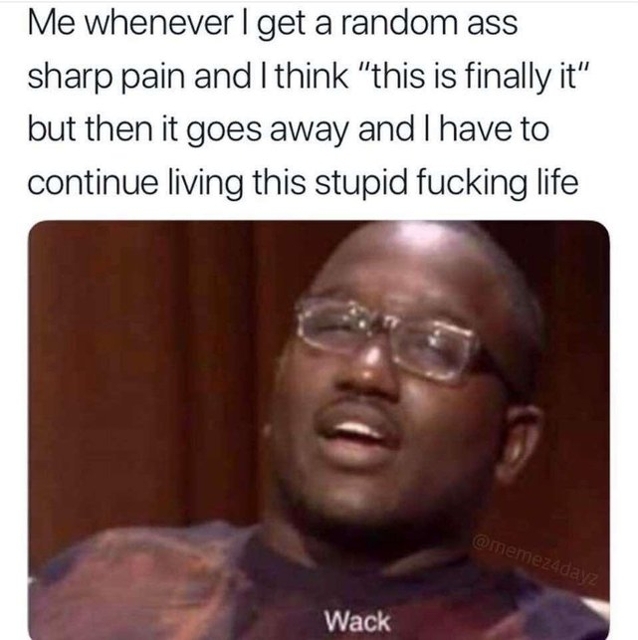 Me whenever I get a random ass
sharp pain and I think "this is finally it"
but then it goes away and I have to
continue living this stupid fucking life
@memez4dayz
Wack